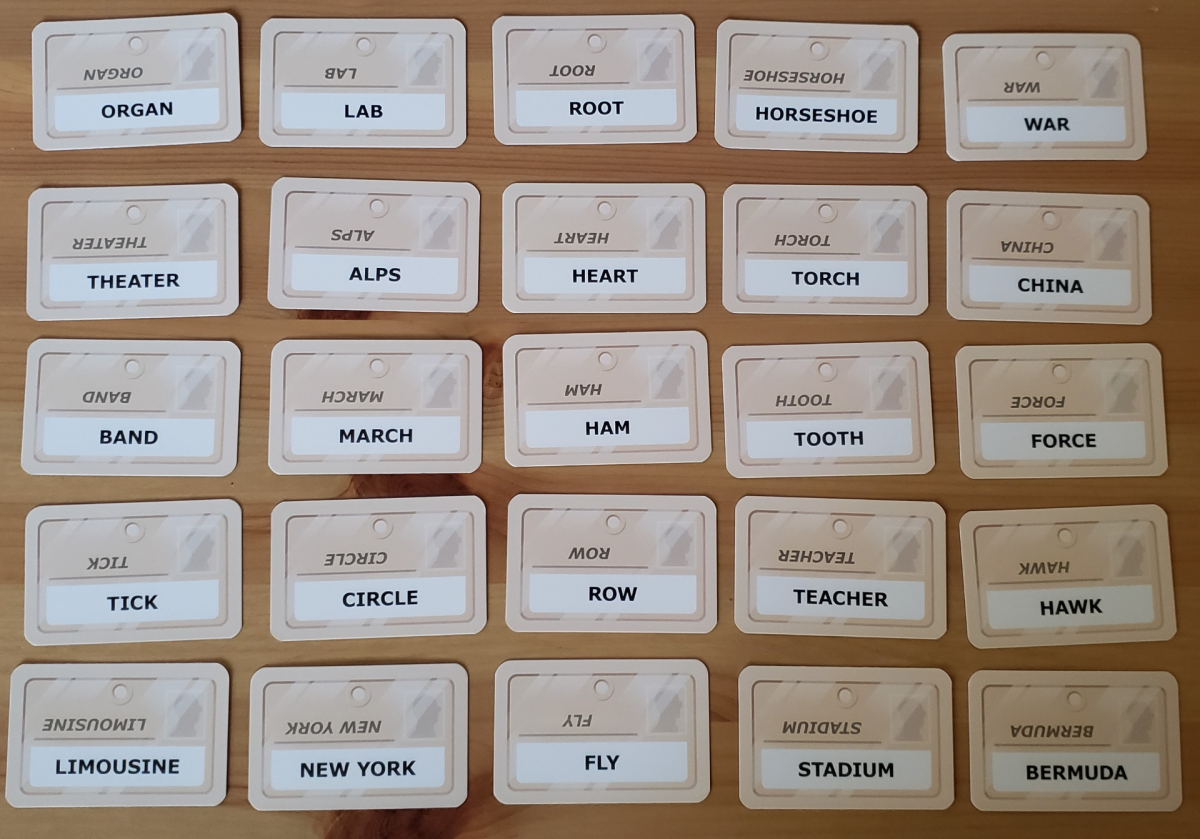 ORGAN
ORGAN
LAB
LAB
ROOT
ROOT
HORSESHOE
HORSESHOE
WAR
WAR
THEATER
THEATER
ALPS
ALPS
HEART
HEART
TORCH
TORCH
CHINA
CHINA
BAND
BAND
MARCH
MARCH
HAM
HAM
TOOTH
TOOTH
FORCE
FORCE
TICK
TICK
CIRCLE
CIRCLE
ROW
ROW
TEACHER
TEACHER
HAWK
HAWK
LIMOUSINE
LIMOUSINE
NEW YORK
NEW YORK
FLY
FLY
STADIUM
STADIUM
BERMUDA
BERMUDA